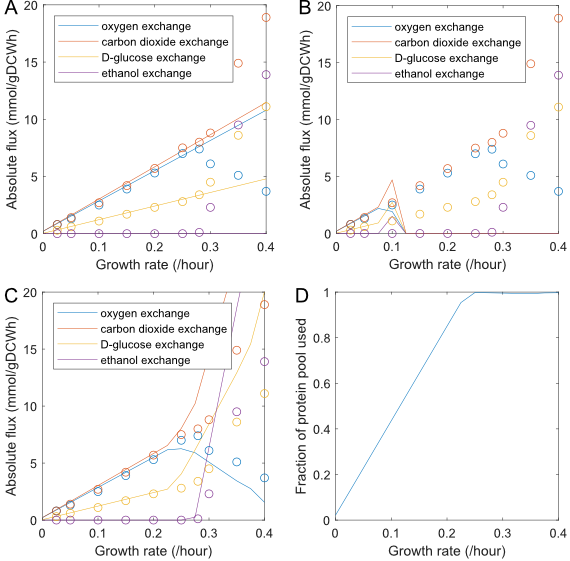 A
20
15
10
5
0
oxygen exchange
carbon dioxide exchange
D-glucose exchange
ethanol exchange
Absolute flux (mmol/gDCWh)
0 0.1 0.2 0.3 0.4
Growth rate (/hour)
B
20
15
10
5
0
oxygen exchange
carbon dioxide exchange
D-glucose exchange
ethanol exchange
Absolute flux (mmol/gDCWh)
0 0.1 0.2 0.3 0.4
Growth rate (/hour)
C
20
15
10
5
0
oxygen exchange
carbon dioxide exchange
D-glucose exchange
ethanol exchange
Absolute flux (mmol/gDCWh)
0 0.1 0.2 0.3 0.4
Growth rate (/hour)
D
1
0.8
0.6
0.4
0.2
0
Fraction of protein pool used
0 0.1 0.2 0.3 0.4
Growth rate (/hour)